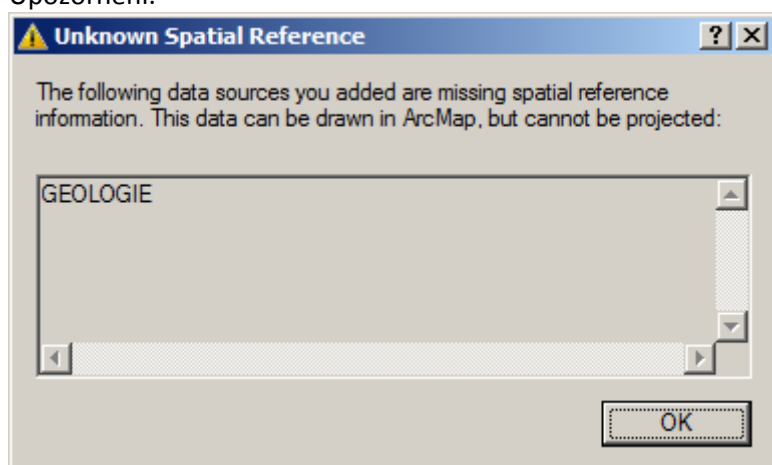 Upozornění:
Unknown Spatial Reference
The following data sources you added are missing spatial reference
information. This data can be drawn in ArcMap, but cannot be projected:
GEOLOGIE
OK